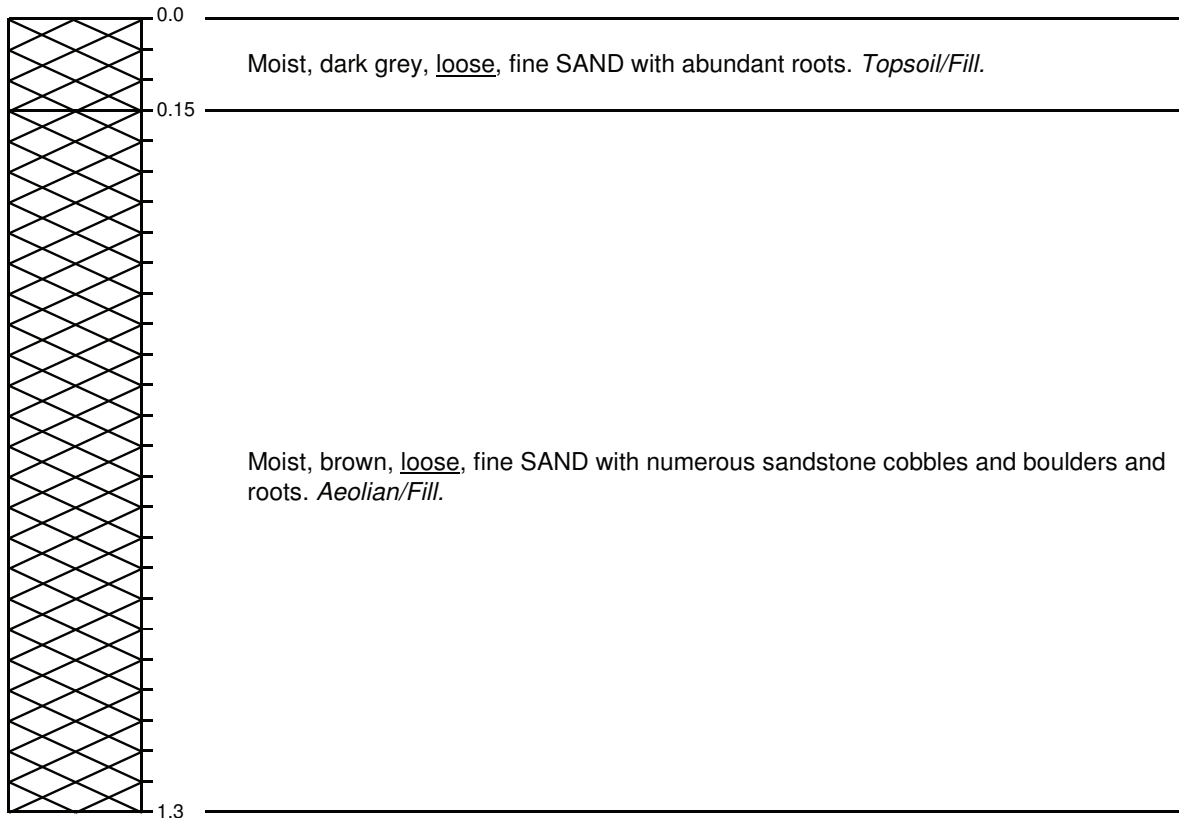 0.0
Moist, dark grey, loose, fine SAND with abundant roots. Topsoil/Fill.
0.15
Moist, brown, loose, fine SAND with numerous sandstone cobbles and boulders and
roots. Aeolian/Fill.
1.3